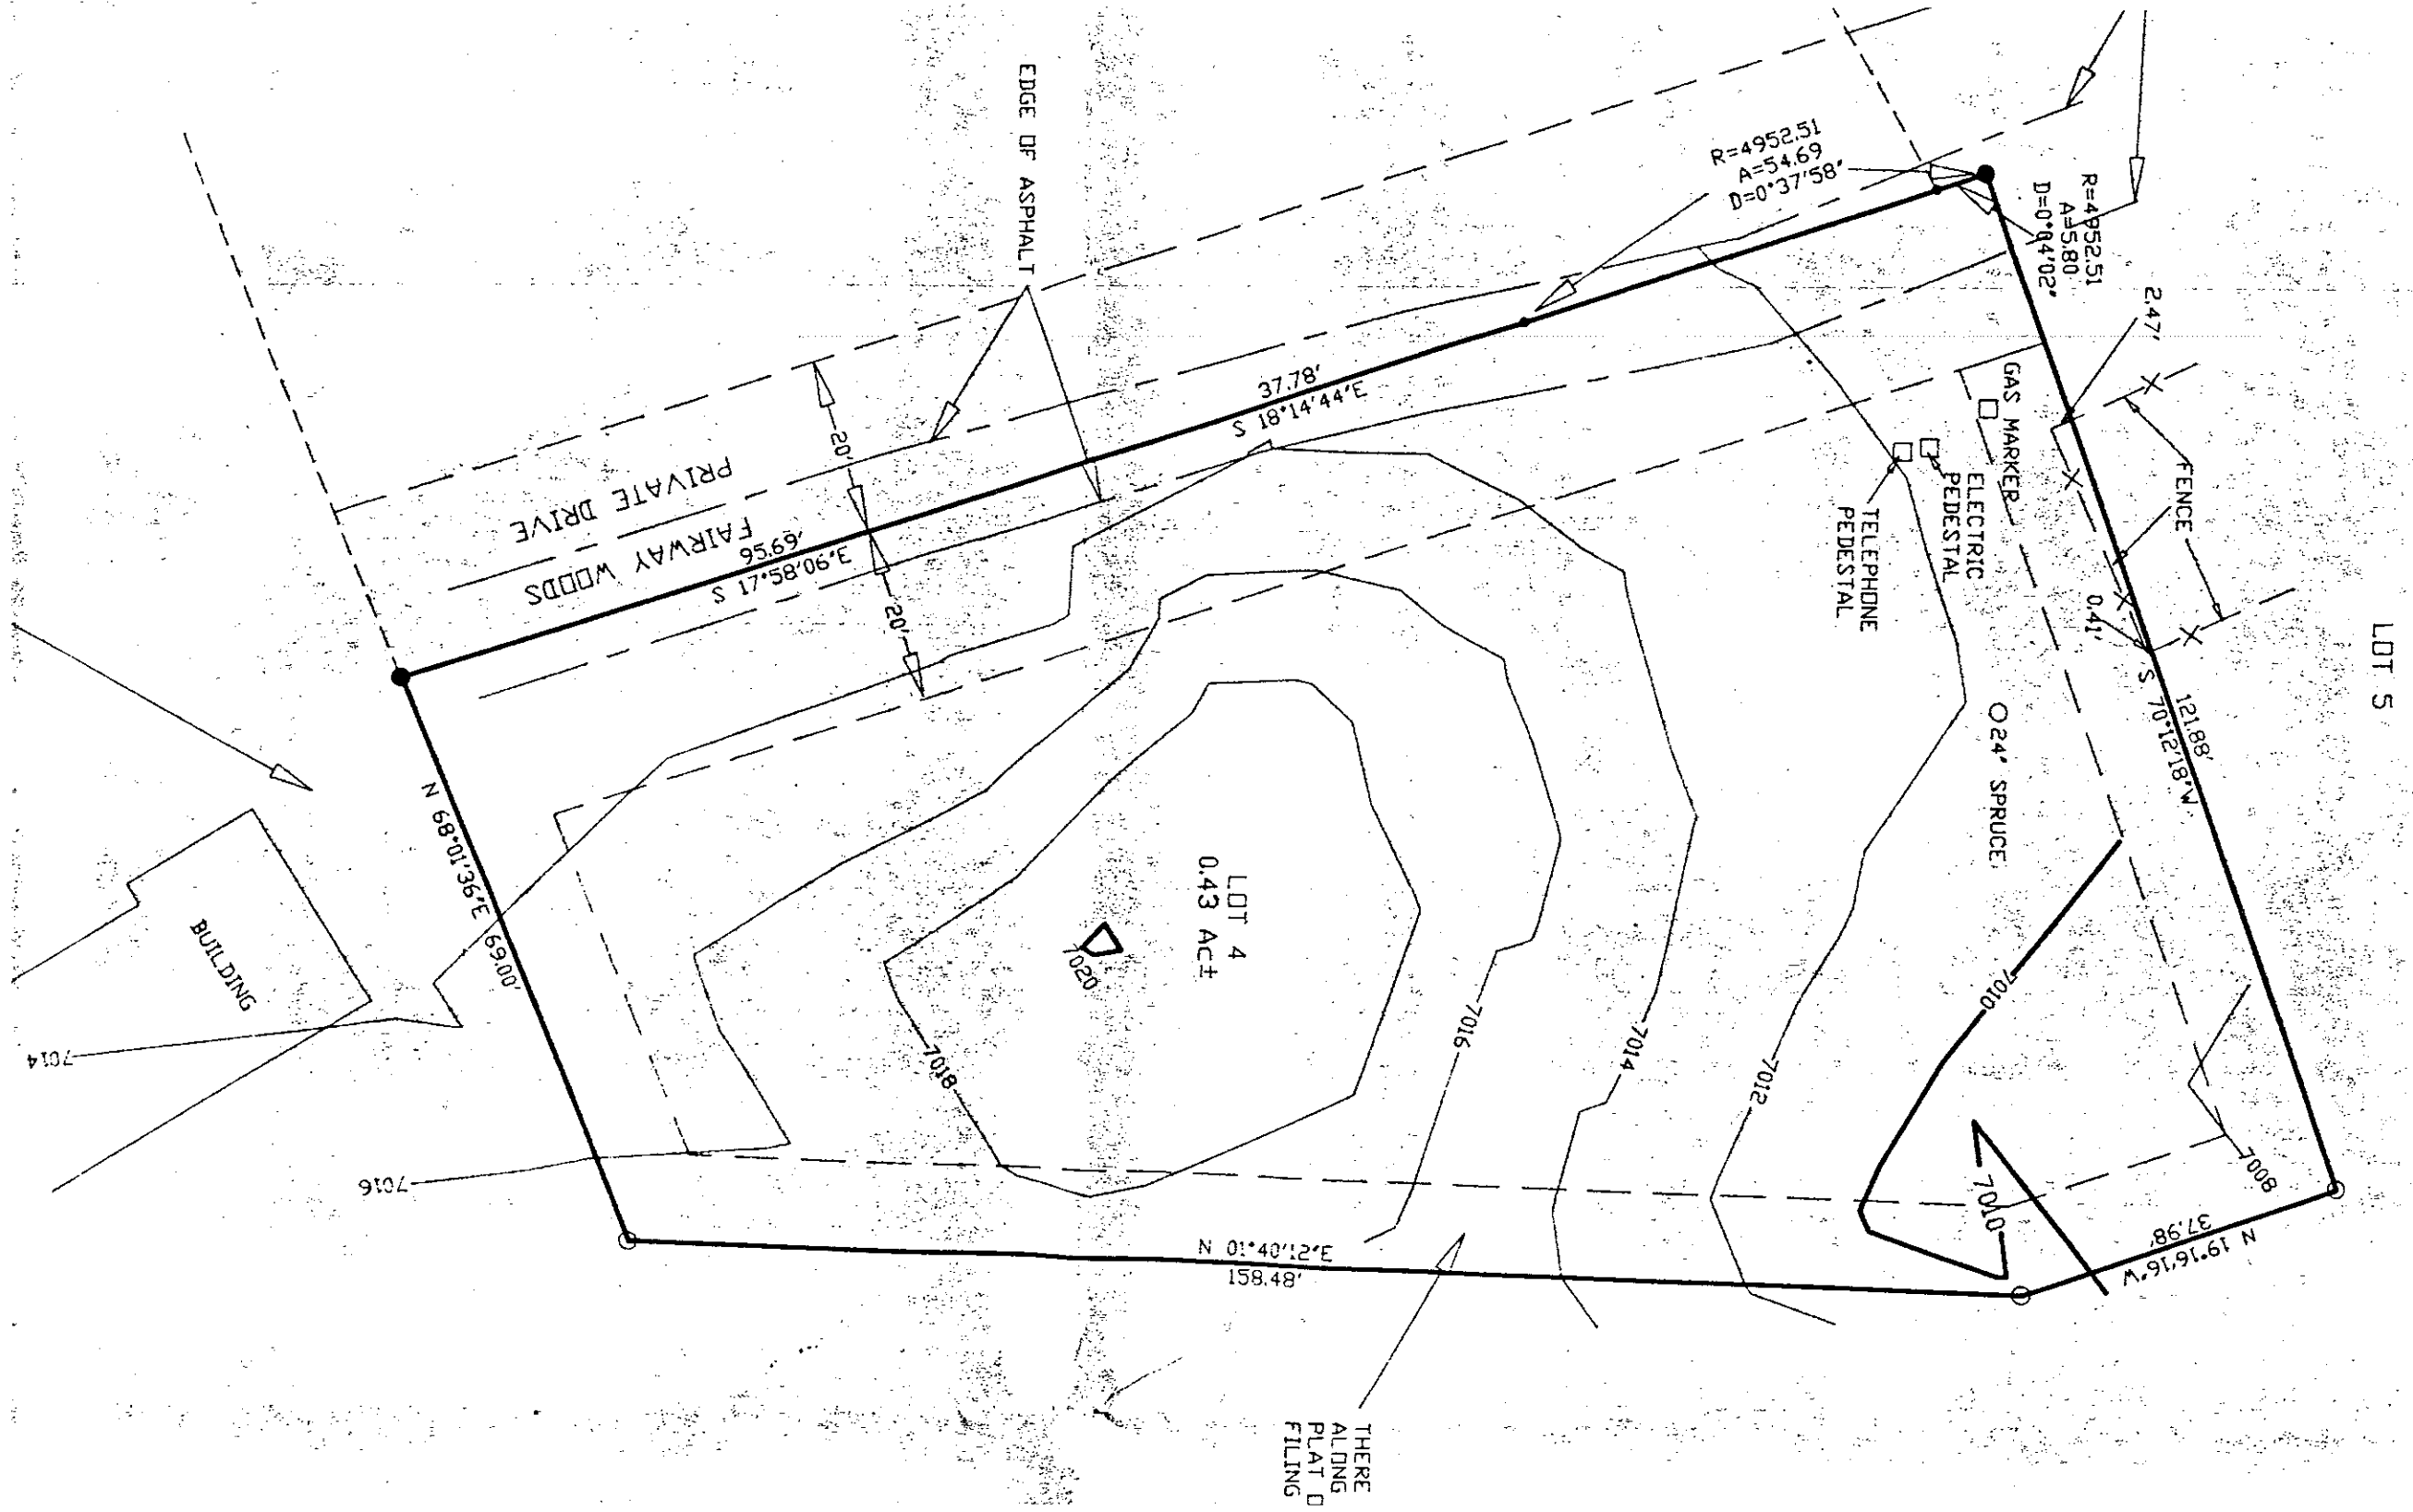 EDGE OF ASPHALT
R=4952.51
A=54.69
D=0°37'58"
R=4952.51
A=5.80
D=0°04'02"
2.47'
FENCE
0.41'
LOT 5
GAS MARKER
ELECTRIC
PEDESTAL
TELEPHONE
PEDESTAL
37.78'
S 18°14'44"E
20'
PRIVATE DRIVE
FAIRWAY WOODS
95.69'
S 17°58'06"E
20'
121.88'
S 70°12'18"W
24" SPRUCE
N 68°01'36"E 69.00'
BUILDING
LOT 4
0.43 Ac±
7020
7018
7016
7014
7012
7010
7010
7008
7014
7016
N 01°40'12"E
158.48'
37.98'
N 19°16'16"W
THERE
ALONG
PLAT
FILING